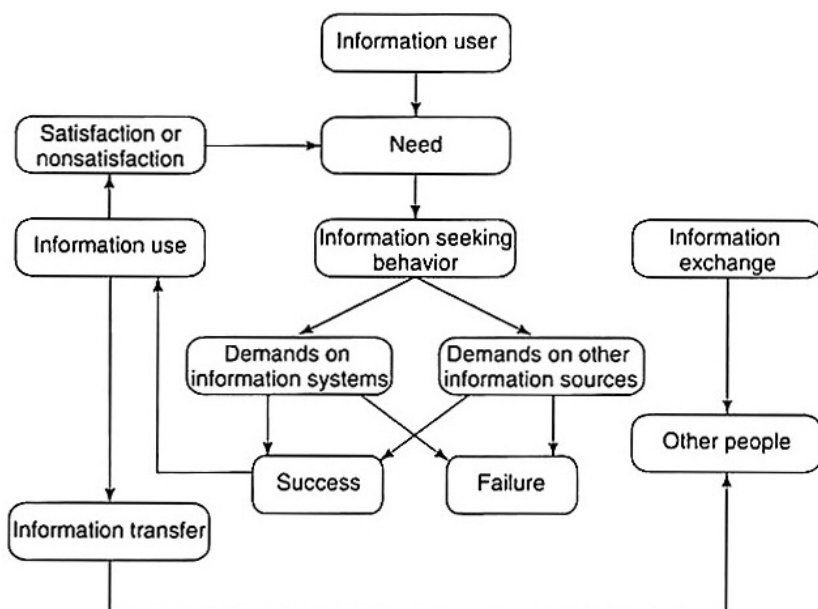 Information user
Satisfaction or
nonsatisfaction
Need
Information use
Information seeking
behavior
Information
exchange
Demands on
information systems
Demands on other
information sources
Other people
Success
Failure
Information transfer